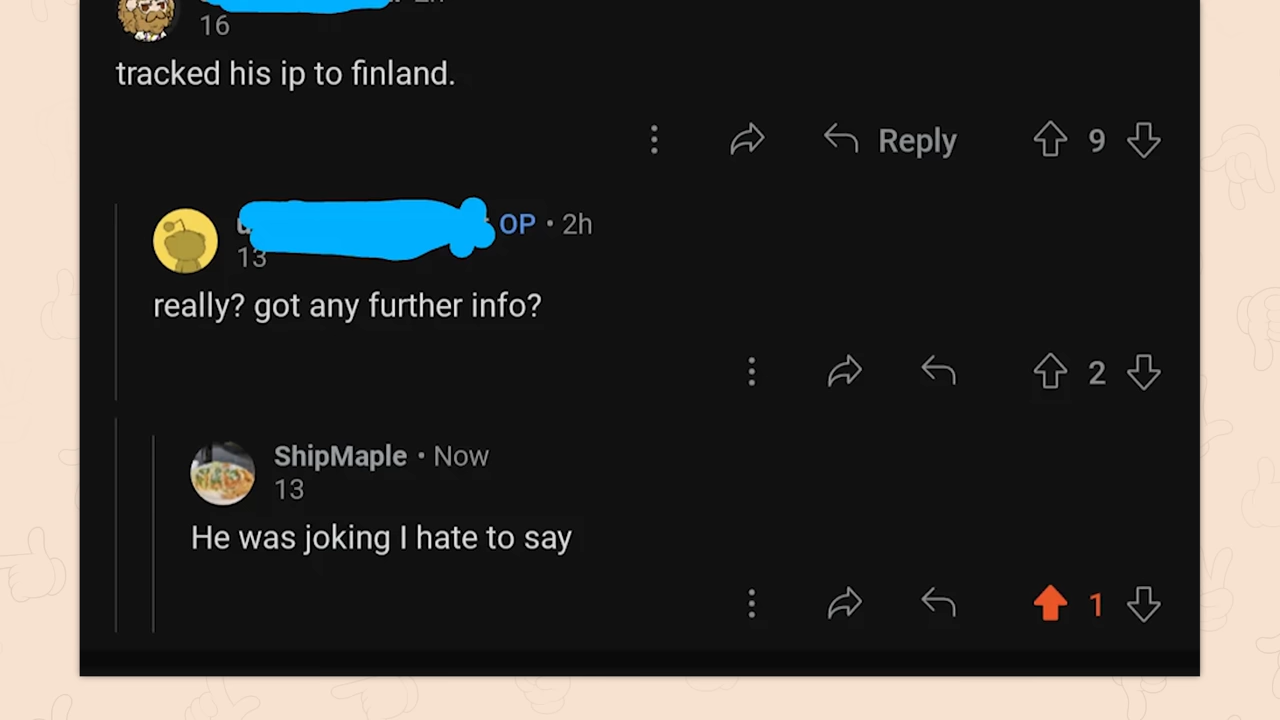 16
tracked his ip to finland.
Reply 9
OP • 2h
13
really? got any further info?
2
ShipMaple • Now
13
He was joking I hate to say
1